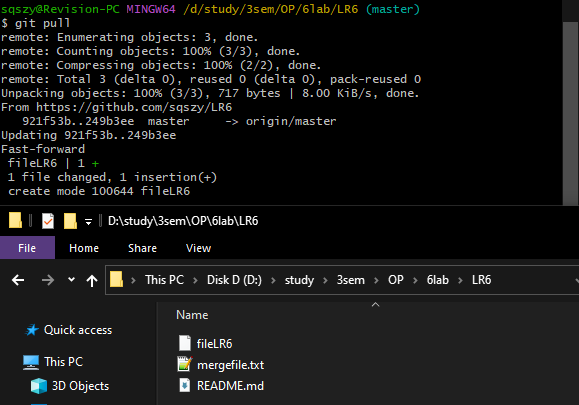 sqszy@Revision-PC MINGW64 /d/study/3sem/OP/6lab/LR6 (master)
$ git pull
remote: Enumerating objects: 3, done.
remote: Counting objects: 100% (3/3), done.
remote: Compressing objects: 100% (2/2), done.
remote: Total 3 (delta 0), reused 0 (delta 0), pack-reused 0
Unpacking objects: 100% (3/3), 717 bytes | 8.00 KiB/s, done.
From https://github.com/sqszy/LR6
   921f53b..249b3ee  master     -> origin/master
Updating 921f53b..249b3ee
Fast-forward
 fileLR6 | 1 +
 1 file changed, 1 insertion(+)
 create mode 100644 fileLR6
D:\study\3sem\OP\6lab\LR6
File Home Share View
This PC > Disk D (D:) > study > 3sem > OP > 6lab > LR6
Name
Quick access
fileLR6
This PC
mergefile.txt
3D Objects
README.md